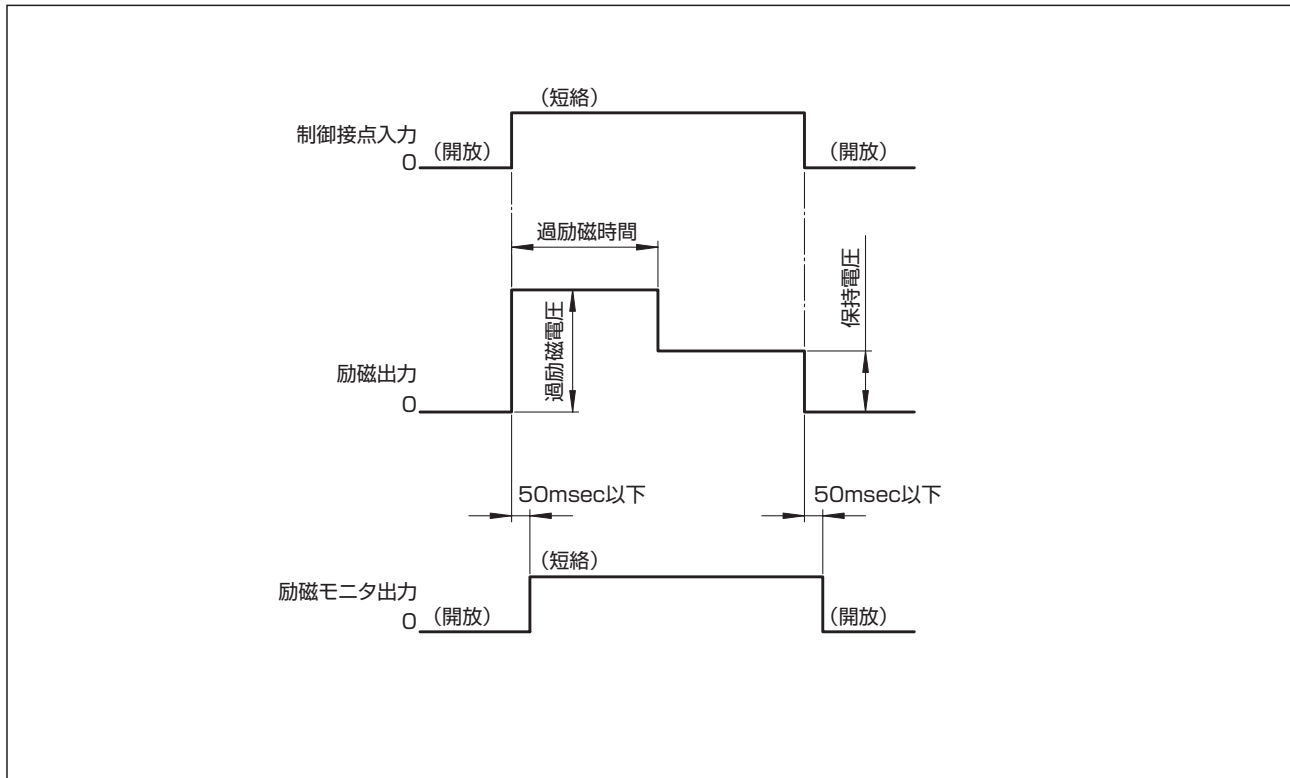 （短絡）
制御接点入力
0
（開放）
（開放）
過励磁時間
過励磁電圧
保持電圧
励磁出力
0
50msec以下
50msec以下
（短絡）
励磁モニタ出力
0
（開放）
（開放）